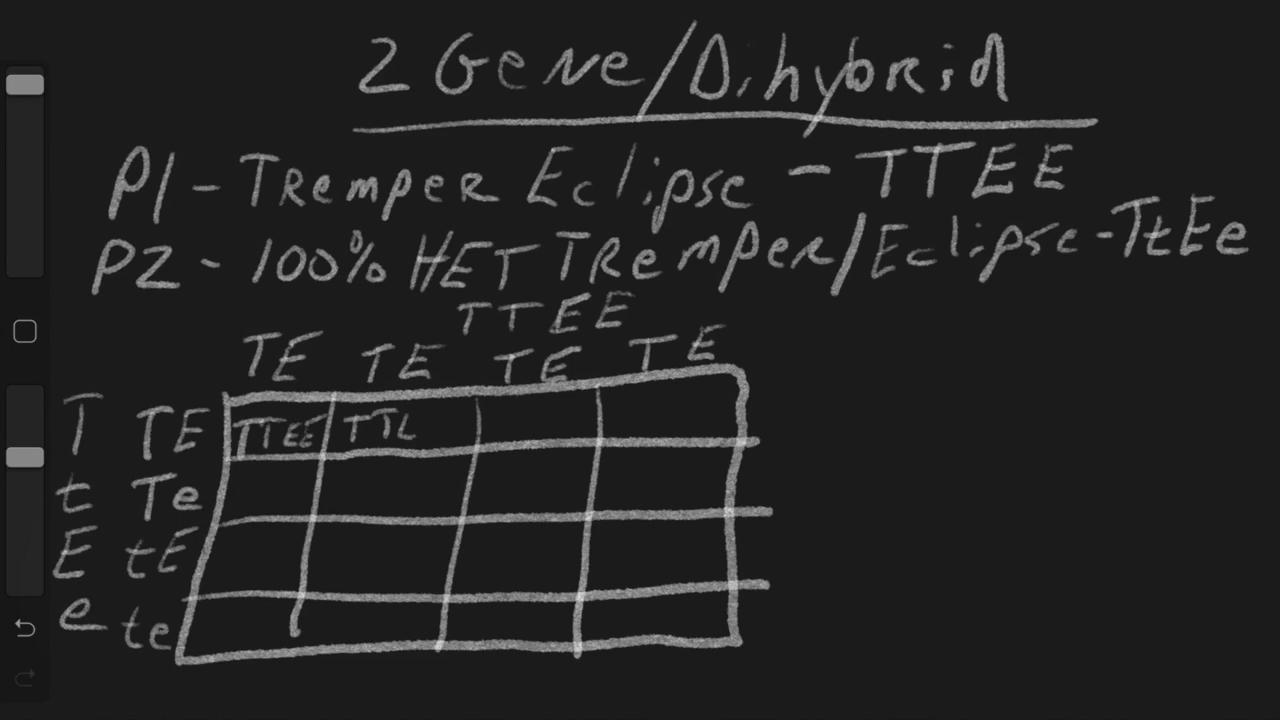 2 Gene/Dihybrid
P1 - Tremper Eclipse - TTEE
P2 - 100% HET TRemper/Eclipse - TtEe
TTEE
TE TE TE TE
T TE TTEE TTL
t Te
E tE
e te